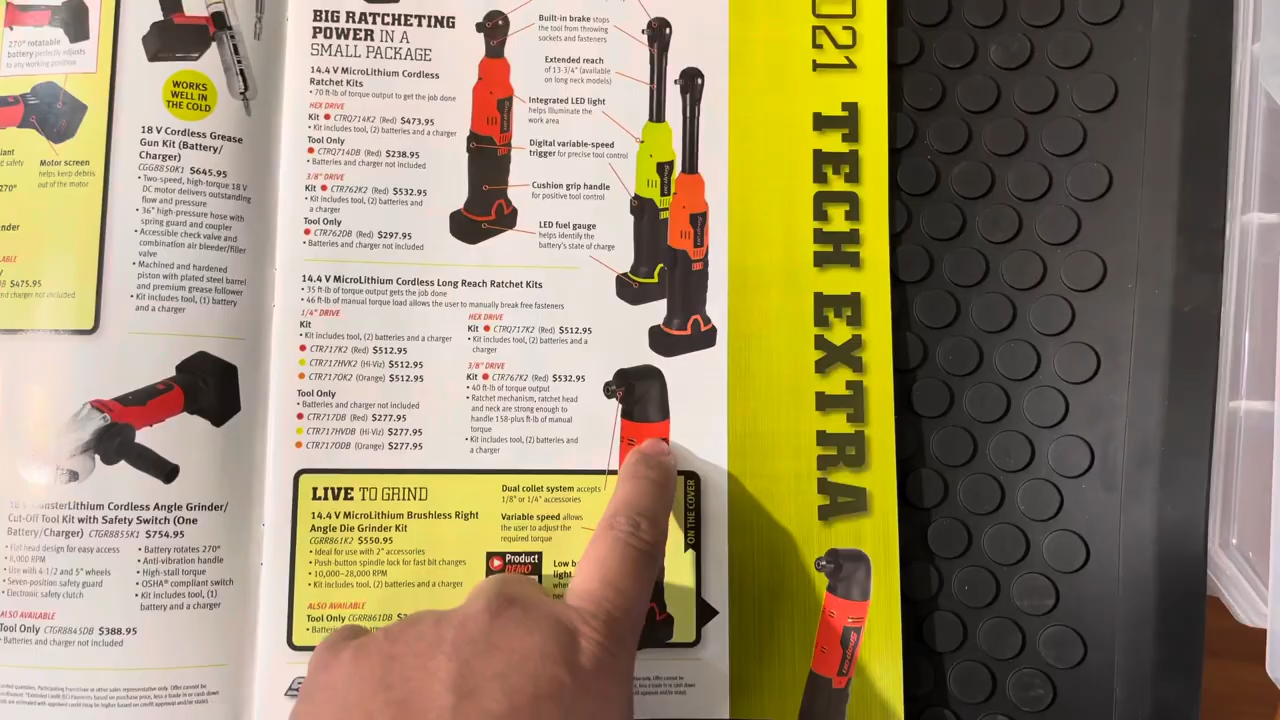 270° rotatable
battery perfectly adjusts
to any working position
WORKS
WELL IN
THE COLD
Motor screen
helps keep debris
out of the motor
safety
270°
$475.95
18 V Cordless Grease
Gun Kit (Battery/
Charger)
CGG8850K1 $645.95
• Two-speed, high-torque 18 V
DC motor delivers outstanding
flow and pressure
• 36" high-pressure hose with
spring guard and coupler
• Accessible check valve and
combination air bleeder/filler
valve
• Machined and hardened
piston with plated steel barrel
and premium grease follower
• Kit includes tool, (1) battery
and a charger
Cordless Angle Grinder/
Cut-Off Tool Kit with Safety Switch (One
Battery/Charger) CTGR8855K1 $754.95
• Flat head design for easy access
• 8,000 RPM
• Use with 4-1/2 and 5" wheels
• Seven-position safety guard
• Electronic safety clutch
• Battery rotates 270°
• Anti-vibration handle
• High-stall torque
• OSHA® compliant switch
• Kit includes tool, (1)
battery and a charger
ALSO AVAILABLE
Tool Only CTGR8845DB $388.95
• Battery and charger not included
BIG RATCHETING
POWER IN A
SMALL PACKAGE
14.4 V MicroLithium Cordless
Ratchet Kits
• 70 ft-lb of torque output to get the job done
HEX DRIVE
Kit CTRQ714K2 (Red) $473.95
• Kit includes tool, (2) batteries and a charger
Tool Only
CTRQ714DB (Red) $238.95
• Batteries and charger not included
3/8" DRIVE
Kit CTR762K2 (Red) $532.95
• Kit includes tool, (2) batteries and
a charger
Tool Only
CTR762DB (Red) $297.95
• Batteries and charger not included
Built-in brake stops
the tool from throwing
sockets and fasteners
Extended reach
of 13-3/4" (available
on long neck models)
Integrated LED light
helps illuminate the
work area
Digital variable-speed
trigger for precise tool control
Cushion grip handle
for positive tool control
LED fuel gauge
helps identify the
battery's state of charge
Snap-on
Snap-on
14.4 V MicroLithium Cordless Long Reach Ratchet Kits
• 35 ft-lb of torque output gets the job done
• 46 ft-lb of manual torque load allows the user to manually break free fasteners
1/4" DRIVE
Kit
• Kit includes tool, (2) batteries and a charger
CTR717K2 (Red) $512.95
CTR717HVK2 (Hi-Viz) $512.95
CTR717OK2 (Orange) $512.95
Tool Only
• Batteries and charger not included
CTR717DB (Red) $277.95
CTR717HVDB (Hi-Viz) $277.95
CTR717ODB (Orange) $277.95
HEX DRIVE
Kit CTRQ717K2 (Red) $512.95
• Kit includes tool, (2) batteries and a
charger
3/8" DRIVE
Kit CTR767K2 (Red) $532.95
• 40 ft-lb of torque output
• Ratchet mechanism, ratchet head
and neck are strong enough to
handle 158-plus ft-lb of manual
torque
• Kit includes tool, (2) batteries and
a charger
LIVE TO GRIND
14.4 V MicroLithium Brushless Right
Angle Die Grinder Kit
CGRR861K2 $550.95
• Ideal for use with 2" accessories
• Push-button spindle lock for fast bit changes
• 10,000–28,000 RPM
• Kit includes tool, (2) batteries and a charger
ALSO AVAILABLE
Tool Only CGRR861DB
Dual collet system accepts
1/8" or 1/4" accessories
Variable speed allows
the user to adjust the
required torque
Product
DEMO
light
ON THE COVER
021 TECH EXTRA
Snap-on